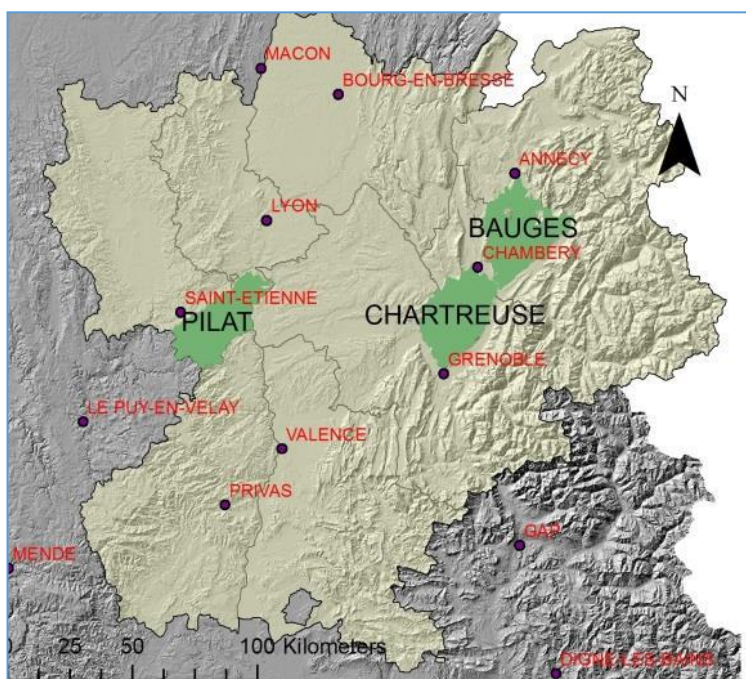 MACON
BOURG-EN-BRESSE
N
ANNECY
LYON
BAUGES
CHAMBERY
SAINT-ETIENNE
PILAT
CHARTREUSE
GRENOBLE
LE PUY-EN-VELAY
VALENCE
PRIVAS
GAP
MENDE
0 25 50 100 Kilometers
DIGNE-LES-BAINS